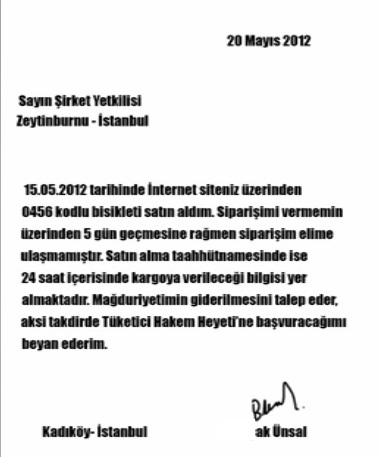 20 Mayıs 2012
Sayın Şirket Yetkilisi
Zeytinburnu - İstanbul
15.05.2012 tarihinde İnternet siteniz üzerinden
0456 kodlu bisikleti satın aldım. Siparişimi vermemin
üzerinden 5 gün geçmesine rağmen siparişim elime
ulaşmamıştır. Satın alma taahhütnamesinde ise
24 saat içerisinde kargoya verileceği bilgisi yer
almaktadır. Mağduriyetimin giderilmesini talep eder,
aksi takdirde Tüketici Hakem Heyeti'ne başvuracağımı
beyan ederim.
Kadıköy- İstanbul ak Ünsal